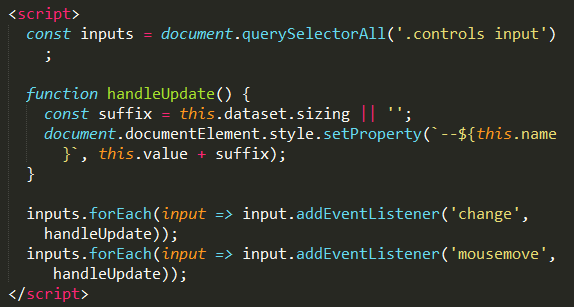 <script>
const inputs = document.querySelectorAll('.controls input')
;
function handleUpdate() {
const suffix = this.dataset.sizing || '';
document.documentElement.style.setProperty(`--${this.name
}`, this.value + suffix);
}
inputs.forEach(input => input.addEventListener('change',
handleUpdate));
inputs.forEach(input => input.addEventListener('mousemove',
handleUpdate));
</script>